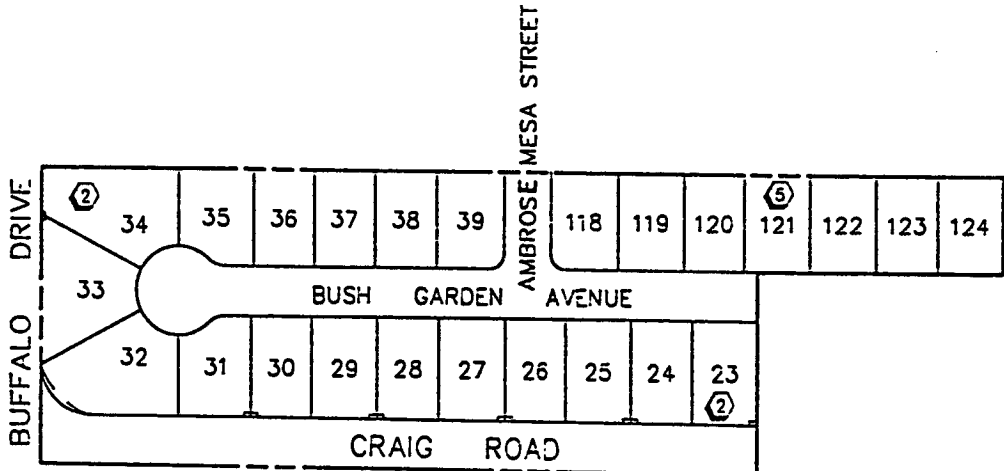 AMBROSE MESA STREET
BUFFALO DRIVE
2
34 35 36 37 38 39 118 119 120 5 121 122 123 124
33
BUSH GARDEN AVENUE
32 31 30 29 28 27 26 25 24 23
2
CRAIG ROAD